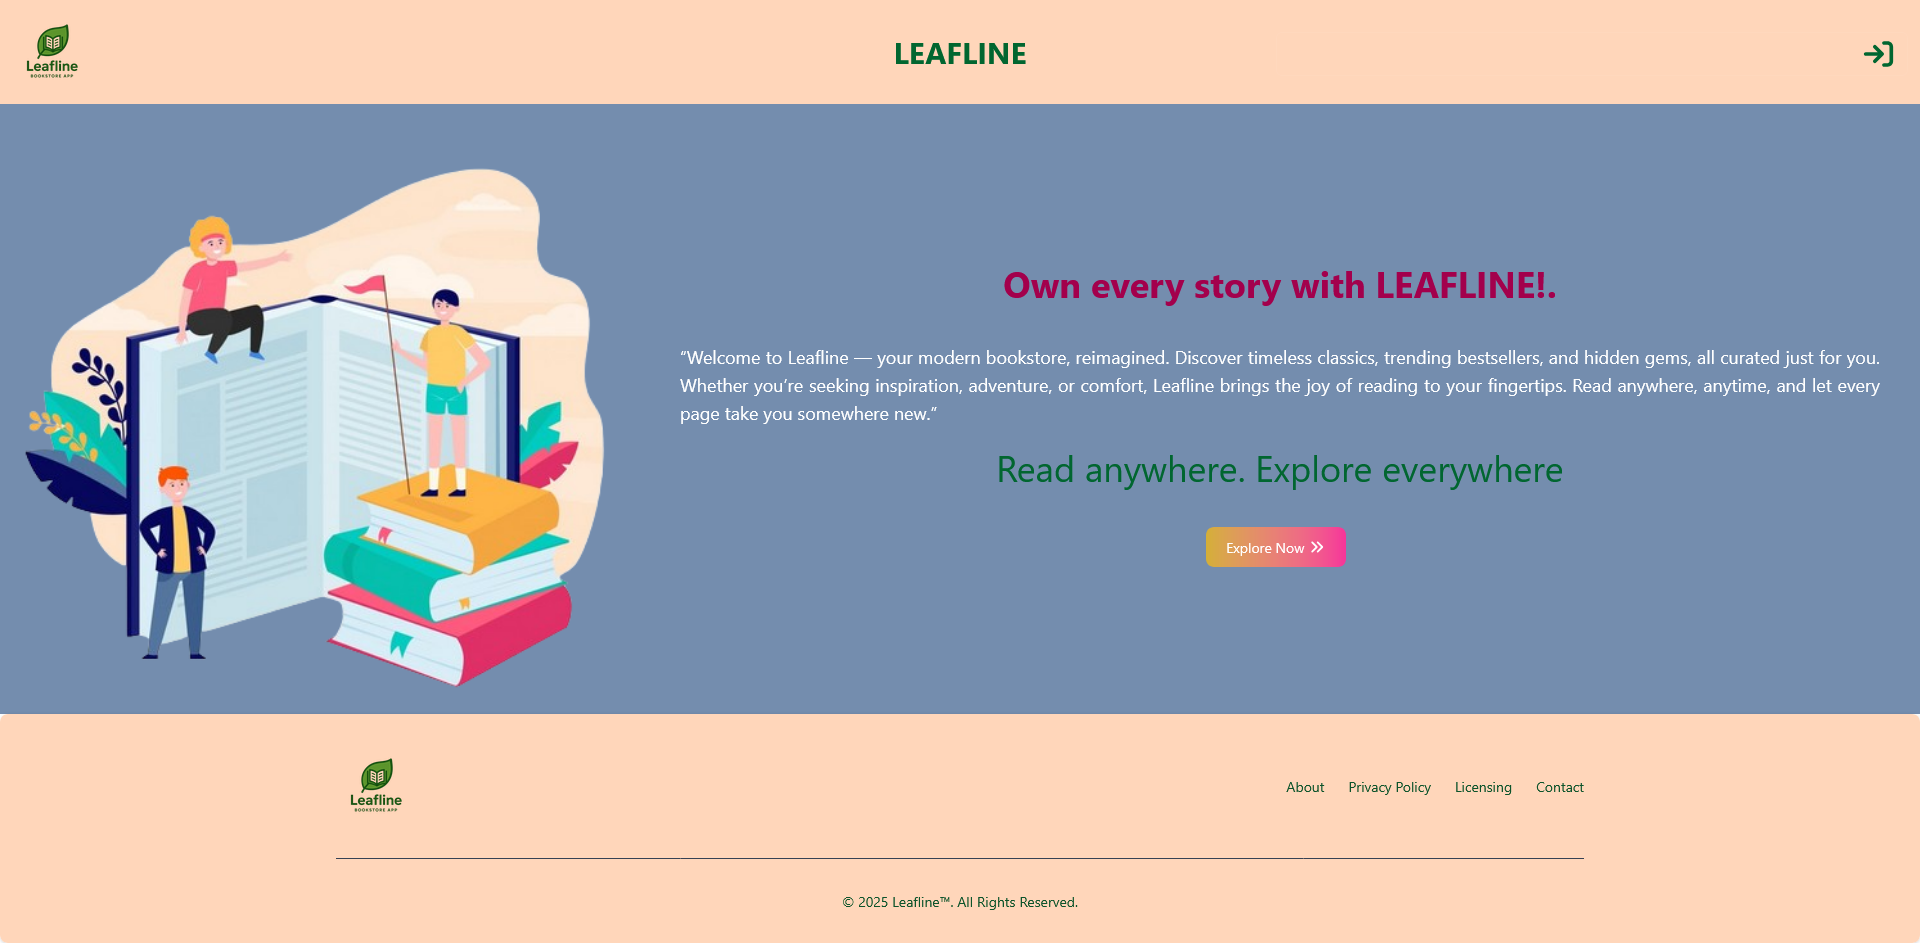 Leafline
BOOKSTORE APP
LEAFLINE
Own every story with LEAFLINE!.
“Welcome to Leafline — your modern bookstore, reimagined. Discover timeless classics, trending bestsellers, and hidden gems, all curated just for you.
Whether you’re seeking inspiration, adventure, or comfort, Leafline brings the joy of reading to your fingertips. Read anywhere, anytime, and let every
page take you somewhere new.”
Read anywhere. Explore everywhere
Explore Now
Leafline
BOOKSTORE APP
About Privacy Policy Licensing Contact
© 2025 Leafline™. All Rights Reserved.